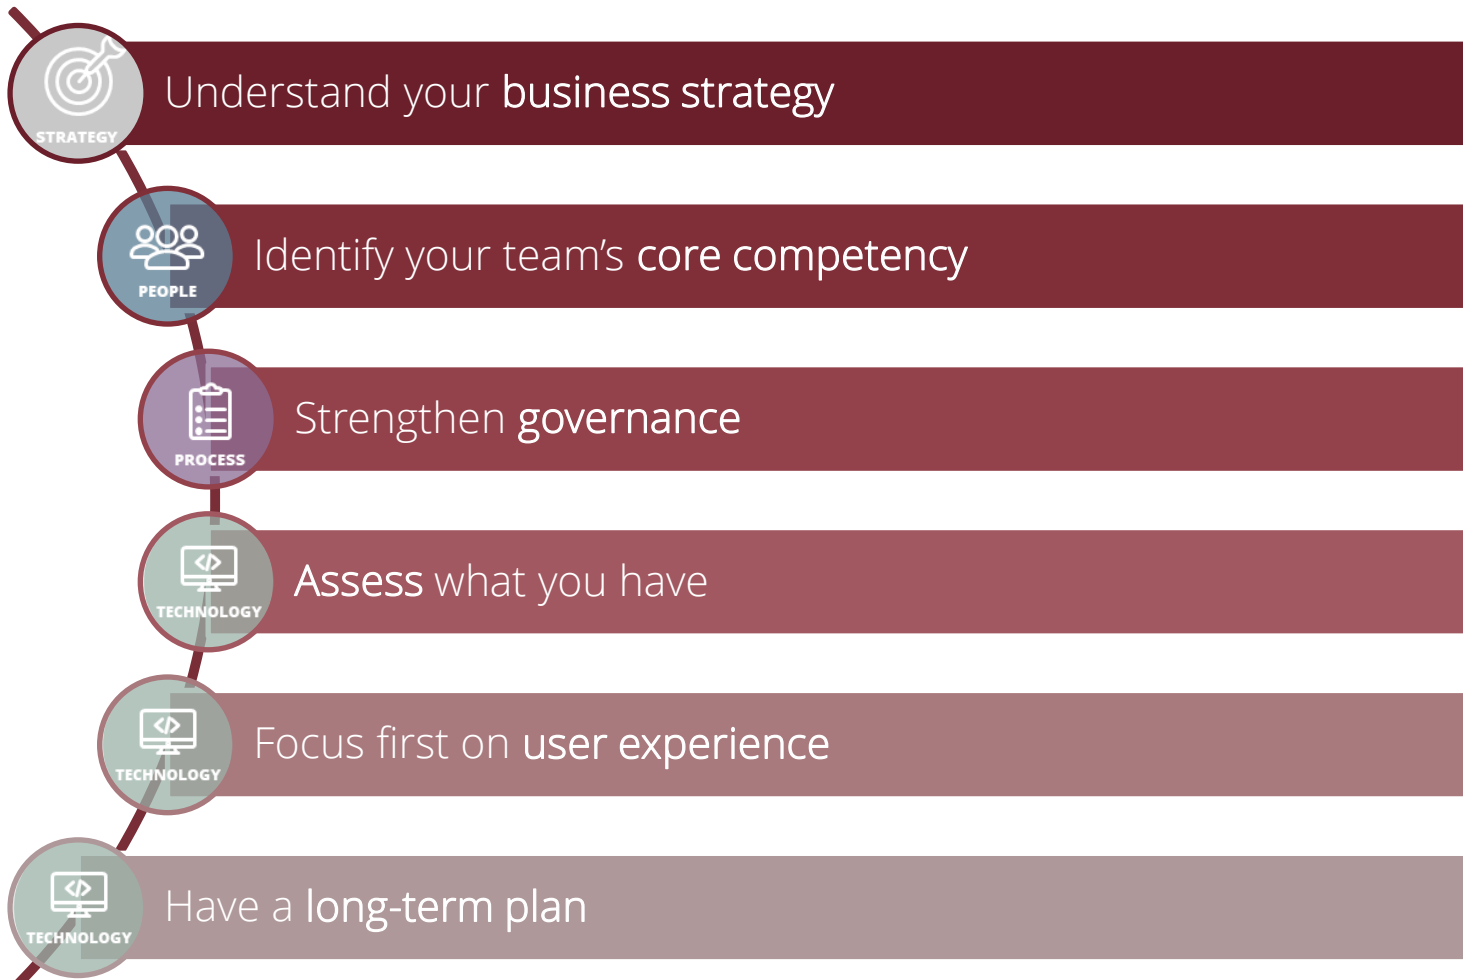 STRATEGY
Understand your business strategy
PEOPLE
Identify your team’s core competency
PROCESS
Strengthen governance
TECHNOLOGY
Assess what you have
TECHNOLOGY
Focus first on user experience
TECHNOLOGY
Have a long-term plan